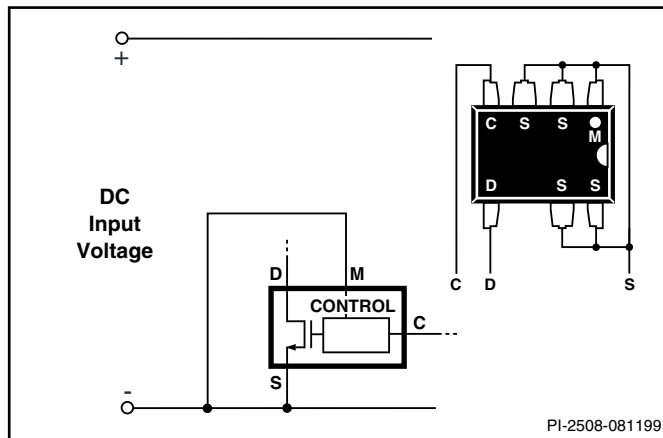 +
C S S
M
D S S
C D S
DC
Input
Voltage
D M
CONTROL
C
S
-
PI-2508-081199